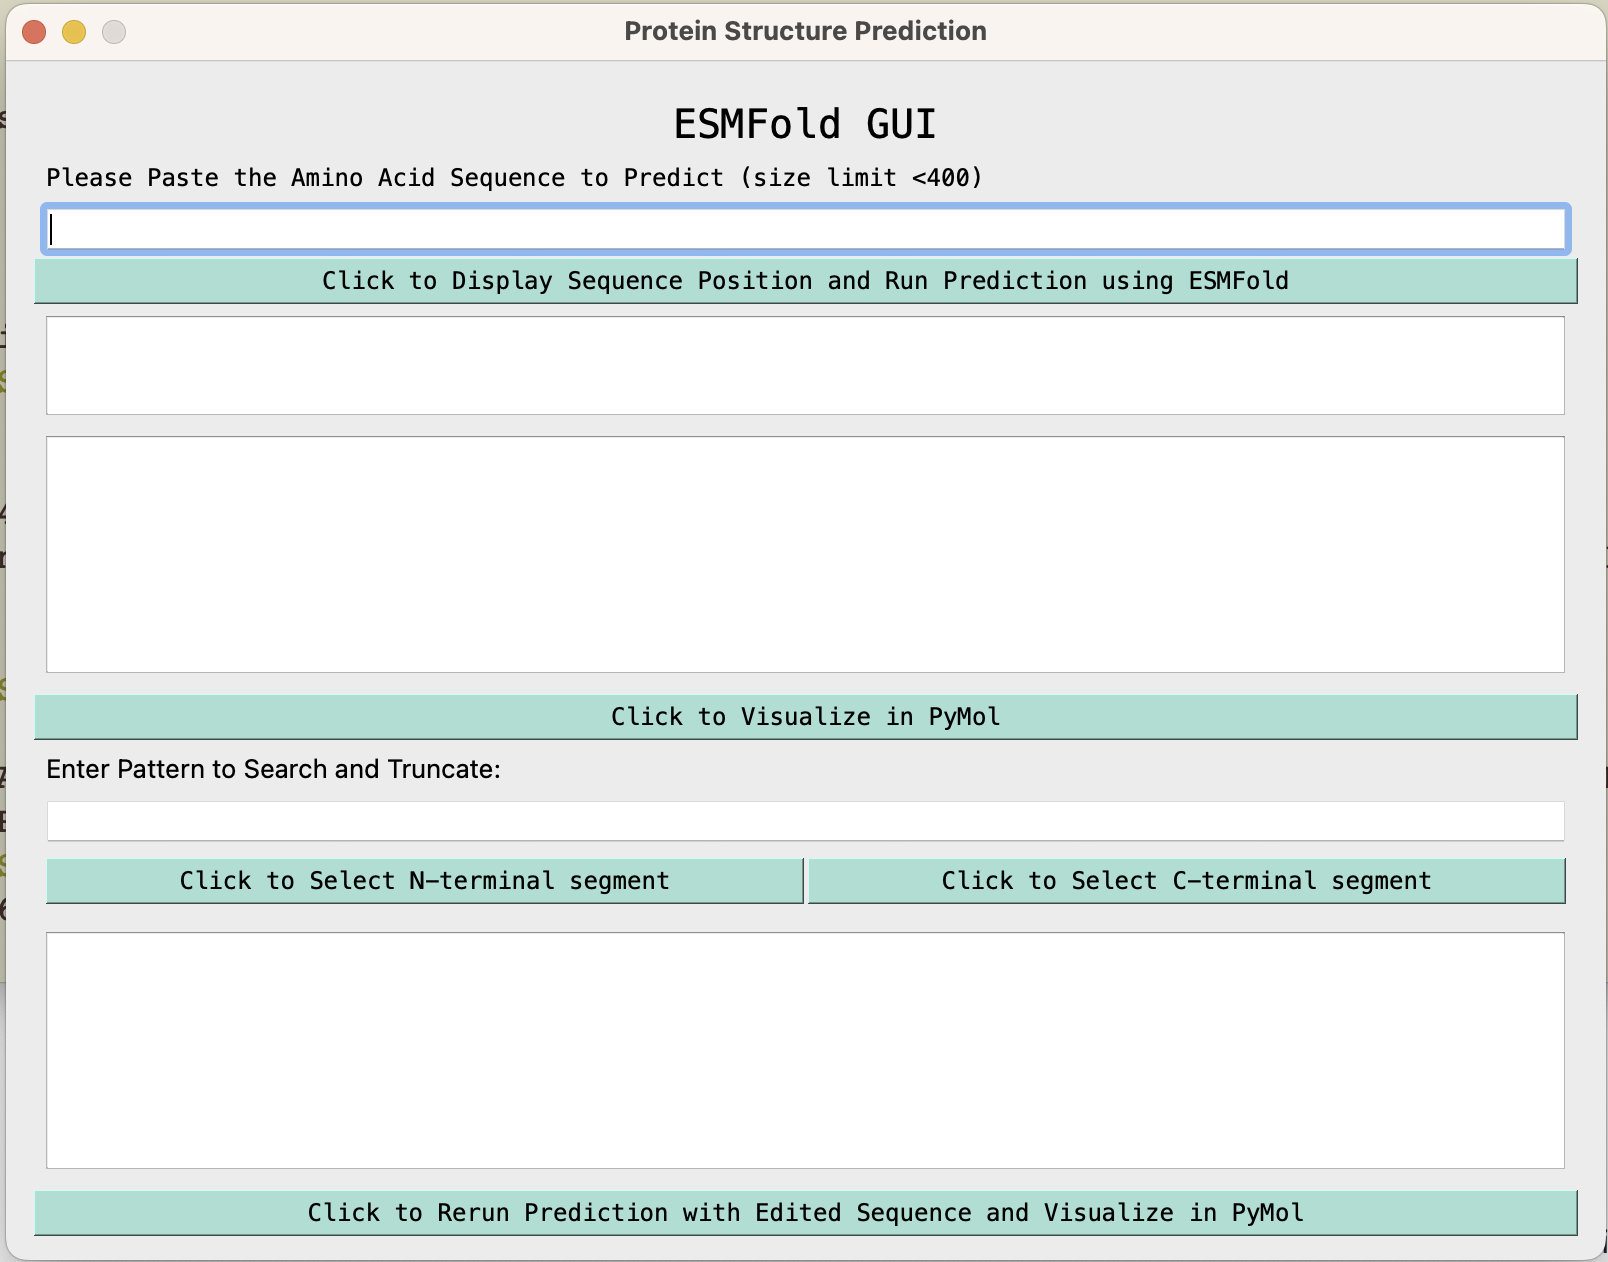 Protein Structure Prediction
ESMFold GUI
Please Paste the Amino Acid Sequence to Predict (size limit <400)
Click to Display Sequence Position and Run Prediction using ESMFold
Click to Visualize in PyMol
Enter Pattern to Search and Truncate:
Click to Select N-terminal segment
Click to Select C-terminal segment
Click to Rerun Prediction with Edited Sequence and Visualize in PyMol